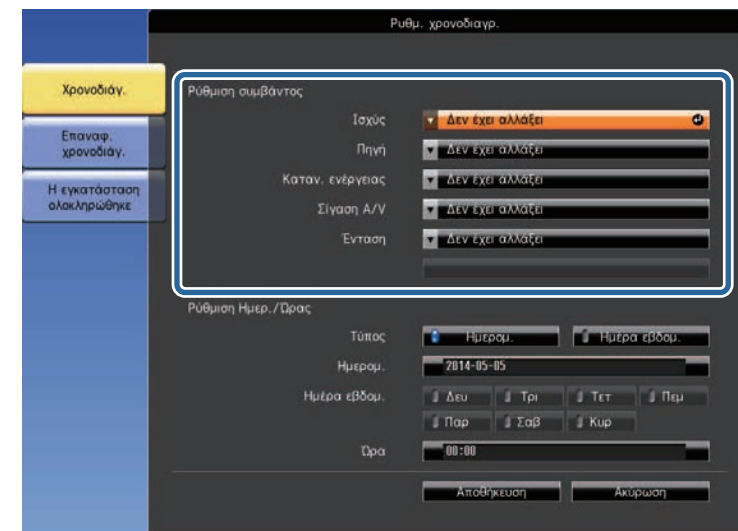 Ρυθμ. χρονοδιαγρ.
Χρονοδιάγ.
Επαναφ.
χρονοδιάγ.
Η εγκατάσταση
ολοκληρώθηκε
Ρύθμιση συμβάντος
Ισχύς Δεν έχει αλλάξει
Πηγή Δεν έχει αλλάξει
Καταν. ενέργειας Δεν έχει αλλάξει
Σίγαση A/V Δεν έχει αλλάξει
Ένταση Δεν έχει αλλάξει
Ρύθμιση Ημερ./Ώρας
Τύπος Ημερομ. Ημέρα εβδομ.
Ημερομ. 2014-05-05
Ημέρα εβδομ. Δευ Τρι Τετ Πεμ
Παρ Σαβ Κυρ
Ώρα 00:00
Αποθήκευση Ακύρωση